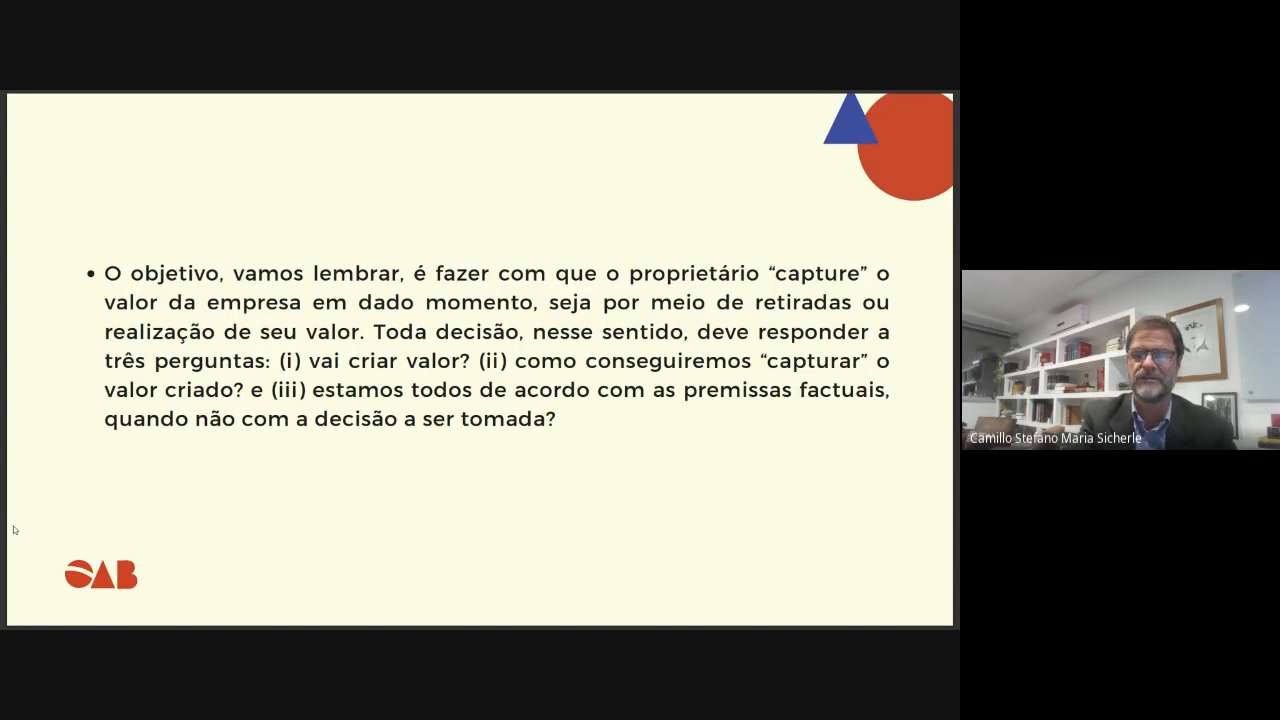 • O objetivo, vamos lembrar, é fazer com que o proprietário “capture” o
valor da empresa em dado momento, seja por meio de retiradas ou
realização de seu valor. Toda decisão, nesse sentido, deve responder a
três perguntas: (i) vai criar valor? (ii) como conseguiremos “capturar” o
valor criado? e (iii) estamos todos de acordo com as premissas factuais,
quando não com a decisão a ser tomada?
OAB
Camillo Stefano Maria Sicherle